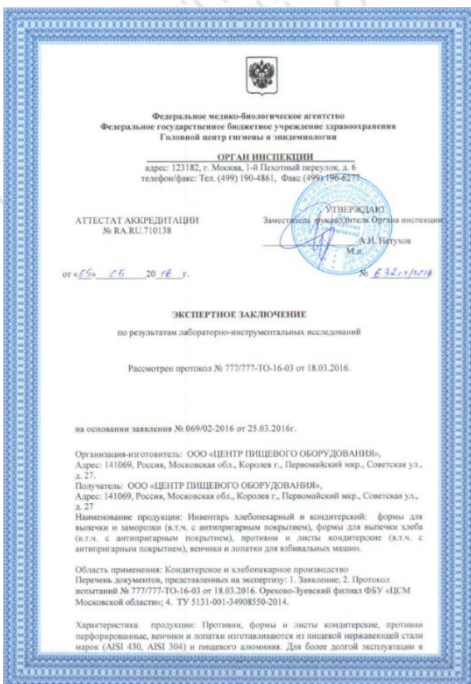 Федеральное медико-биологическое агентство
Федеральное государственное бюджетное учреждение здравоохранения
Головной центр гигиены и эпидемиологии
ОРГАН ИНСПЕКЦИИ
адрес: 123182, г. Москва, 1-й Пехотный переулок, д. 6
телефон/факс: Тел. (499) 190-4861, Факс (499) 196-6277
УТВЕРЖДАЮ
АТТЕСТАТ АККРЕДИТАЦИИ
Заместитель руководителя Органа инспекции
№ RA.RU.710138
А.И. Петухов
М.п.
от «05» 05 2016 г.
№
ЭКСПЕРТНОЕ ЗАКЛЮЧЕНИЕ
по результатам лабораторно-инструментальных исследований
Рассмотрен протокол № 777/777-ТО-16-03 от 18.03.2016.
на основании заявления № 069/02-2016 от 25.03.2016г.
Организация-изготовитель: ООО «ЦЕНТР ПИЩЕВОГО ОБОРУДОВАНИЯ»,
Адрес: 141069, Россия, Московская обл., Королев г., Первомайский мкр., Советская ул.,
д. 27.
Получатель: ООО «ЦЕНТР ПИЩЕВОГО ОБОРУДОВАНИЯ»,
Адрес: 141069, Россия, Московская обл., Королев г., Первомайский мкр., Советская ул.,
д. 27
Наименование продукции: Инвентарь хлебопекарный и кондитерский: формы для
выпечки и заморозки (в.т.ч. с антипригарным покрытием), формы для выпечки хлеба
(в.т.ч. с антипригарным покрытием), противни и листы кондитерские (в.т.ч. с
антипригарным покрытием), венчики и лопатки для взбивальных машин.
Область применения: Кондитерское и хлебопекарное производство
Перечень документов, представленных на экспертизу: 1. Заявление; 2. Протокол
испытаний № 777/777-ТО-16-03 от 18.03.2016. Орехово-Зуевский филиал ФБУ «ЦСМ
Московской области»; 4. ТУ 5131-001-34908550-2014.
Характеристика продукции: Противни, формы и листы кондитерские, противни
перфорированные, венчики и лопатки изготавливаются из пищевой нержавеющей стали
марок (AISI 430, AISI 304) и пищевого алюминия. Для более долгой эксплуатации в